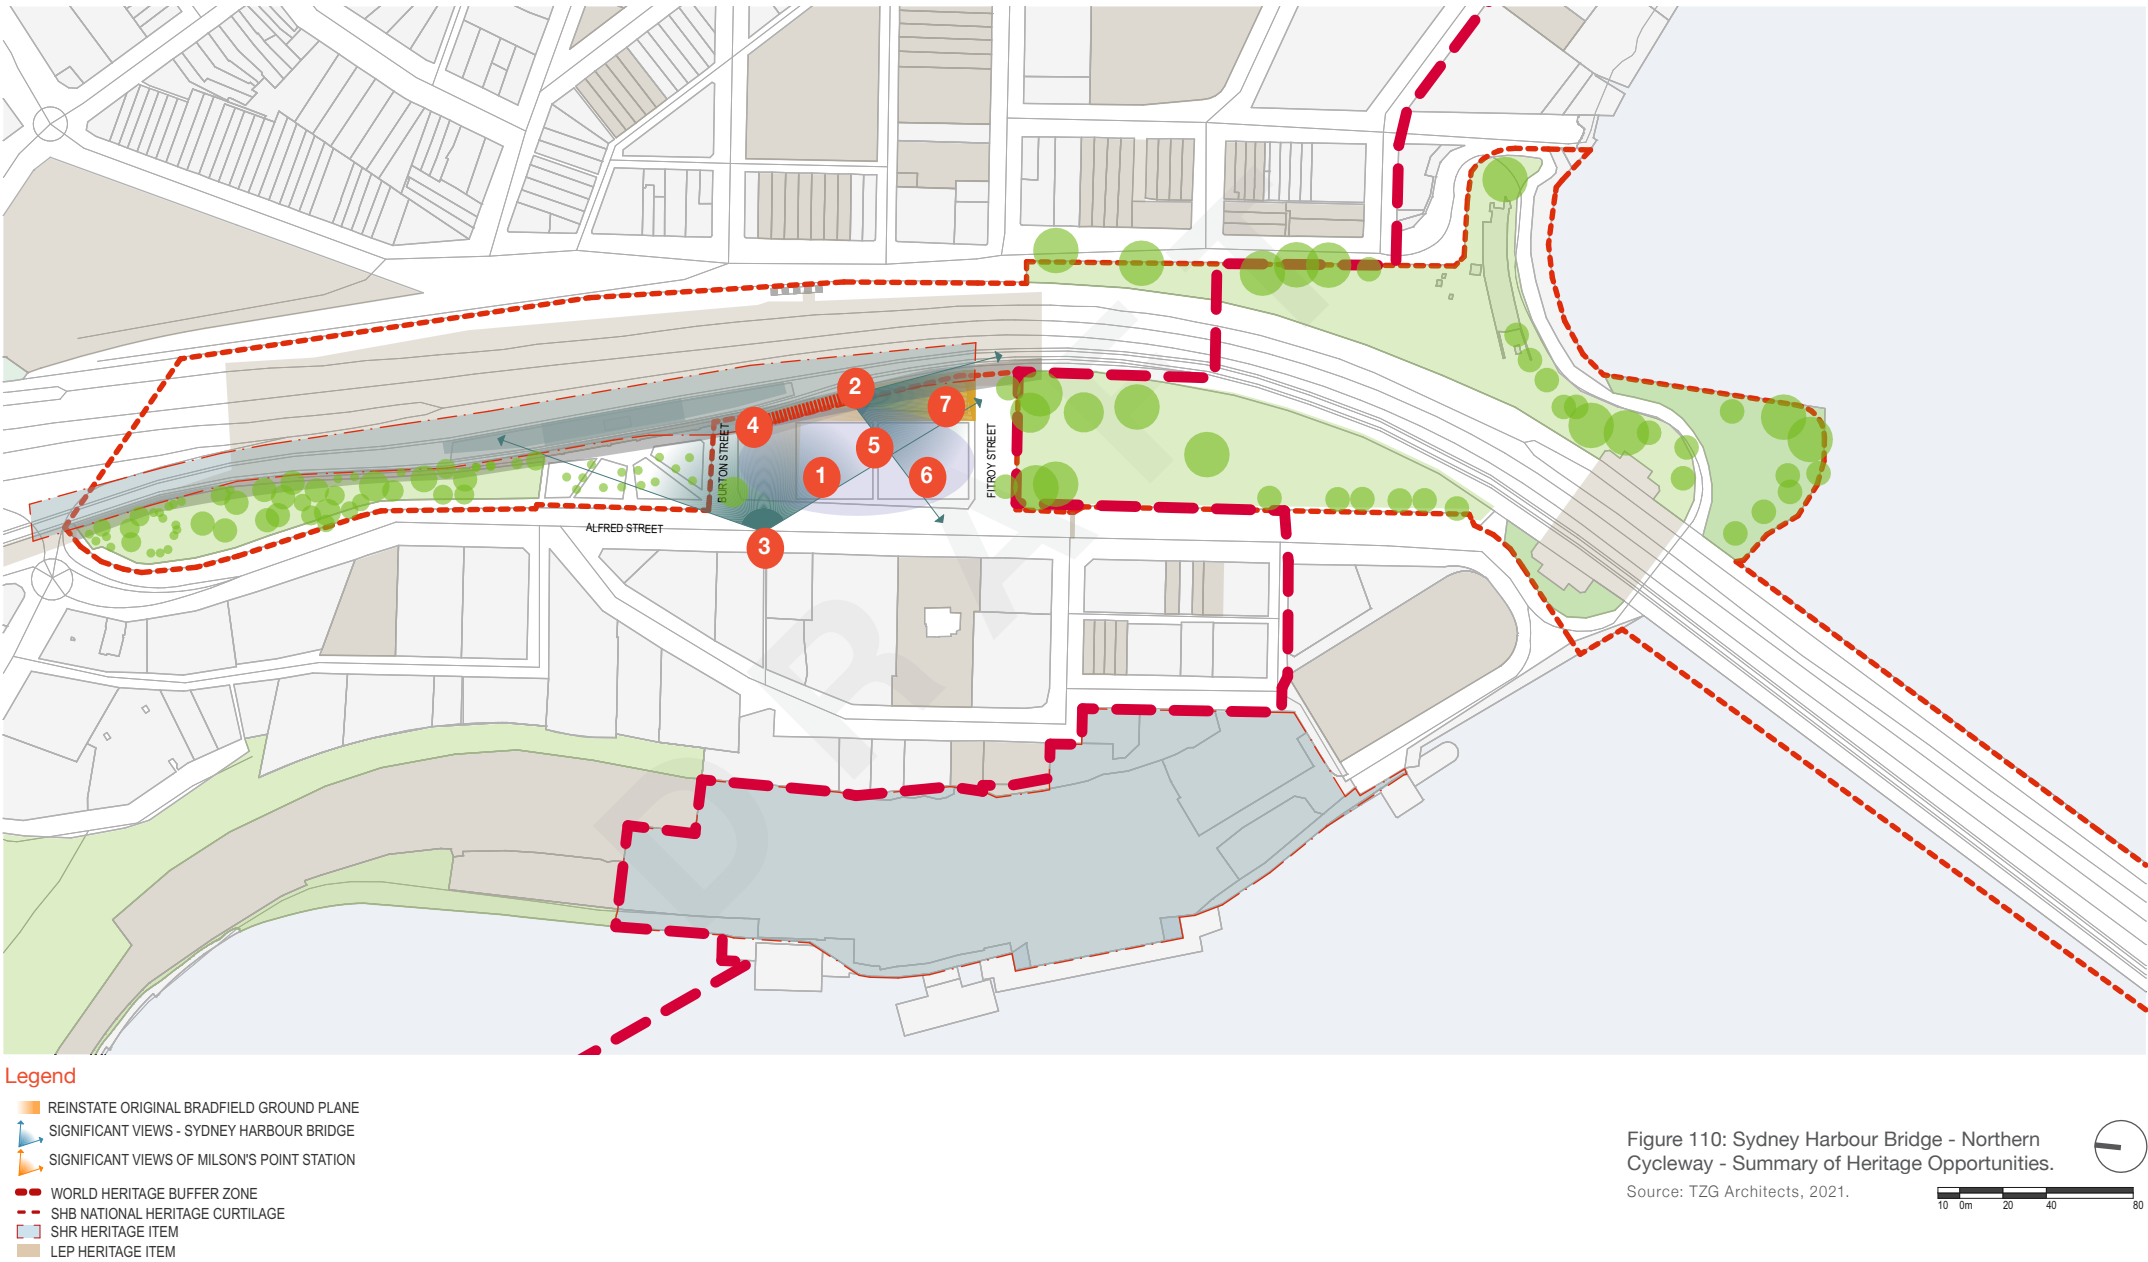 2
7
4
5
1
6
3
BURTON STREET
FITROY STREET
ALFRED STREET
DRAFT
Legend
REINSTATE ORIGINAL BRADFIELD GROUND PLANE
SIGNIFICANT VIEWS - SYDNEY HARBOUR BRIDGE
SIGNIFICANT VIEWS OF MILSON'S POINT STATION
WORLD HERITAGE BUFFER ZONE
SHB NATIONAL HERITAGE CURTILAGE
SHR HERITAGE ITEM
LEP HERITAGE ITEM
Figure 110: Sydney Harbour Bridge - Northern
Cycleway - Summary of Heritage Opportunities.
Source: TZG Architects, 2021.
10 0m 20 40 80